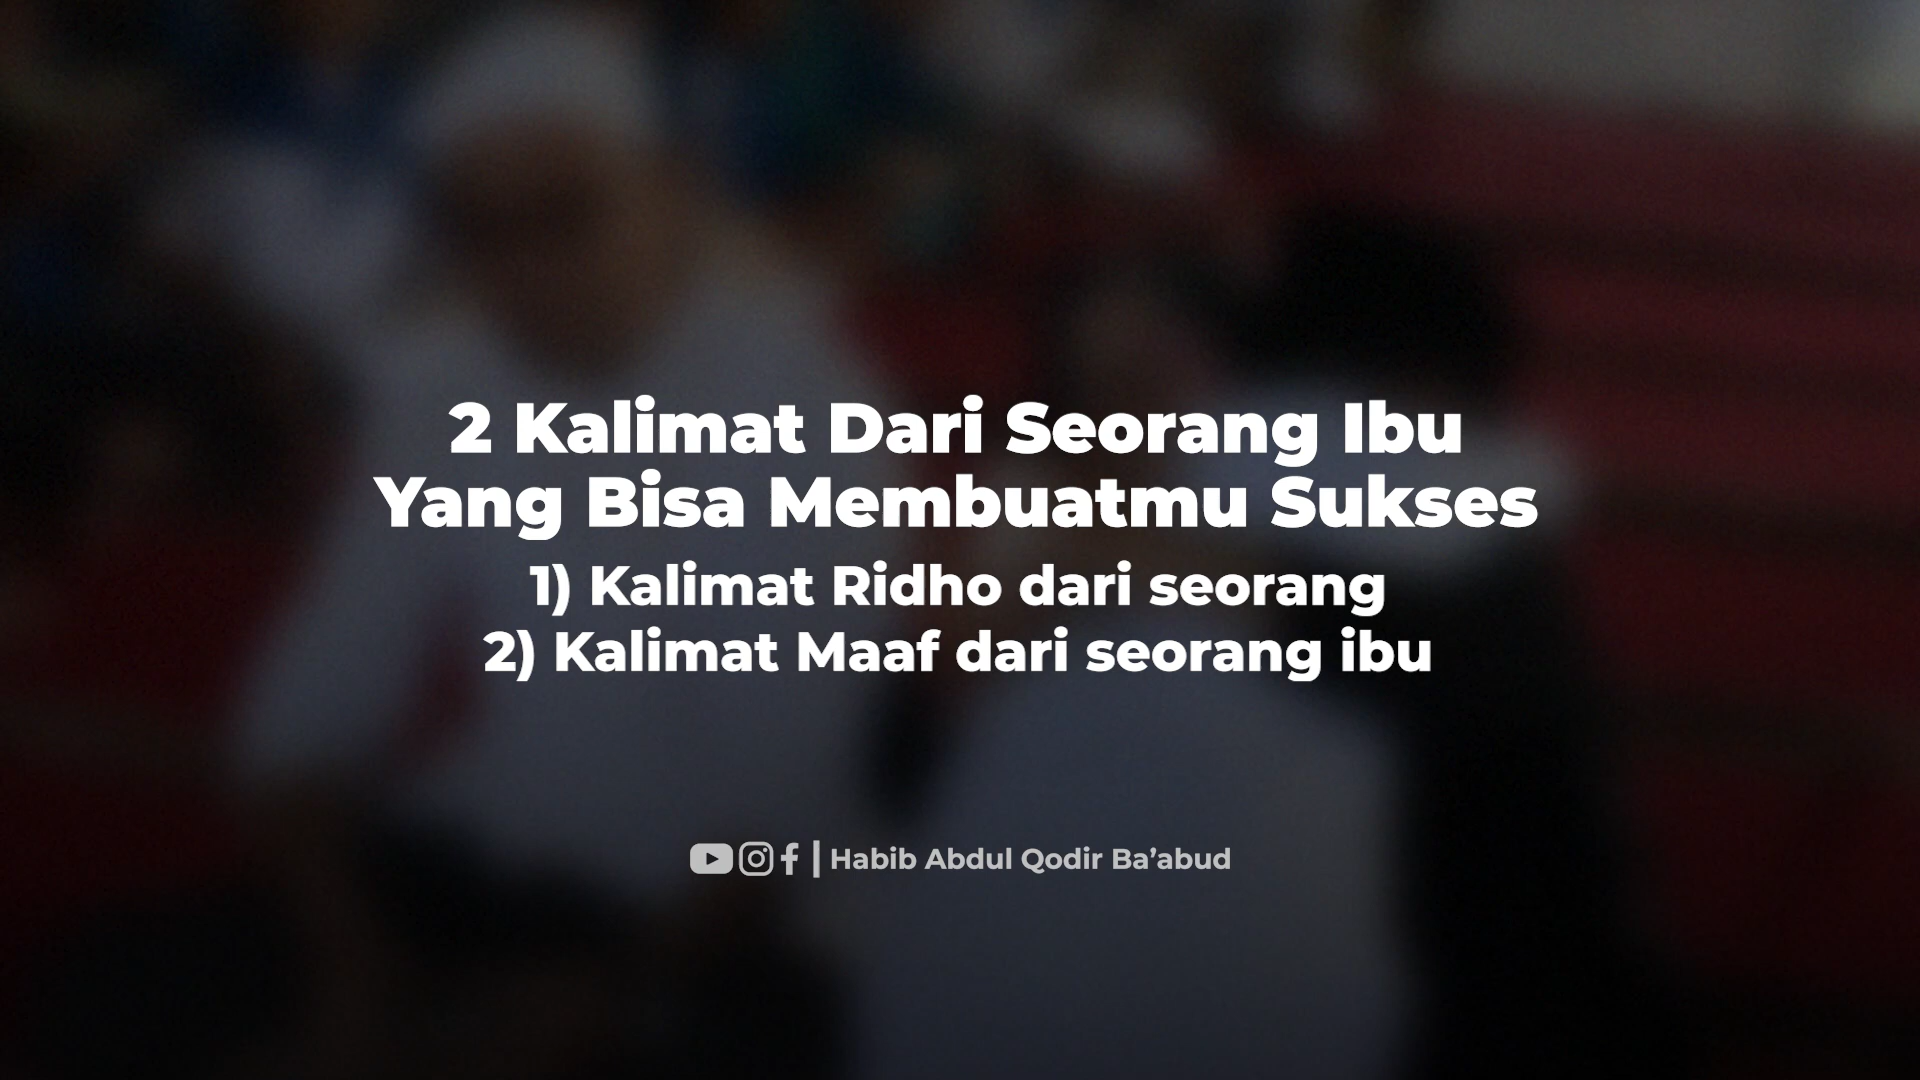 2 Kalimat Dari Seorang Ibu
Yang Bisa Membuatmu Sukses
1) Kalimat Ridho dari seorang
2) Kalimat Maaf dari seorang ibu
| Habib Abdul Qodir Ba’abud